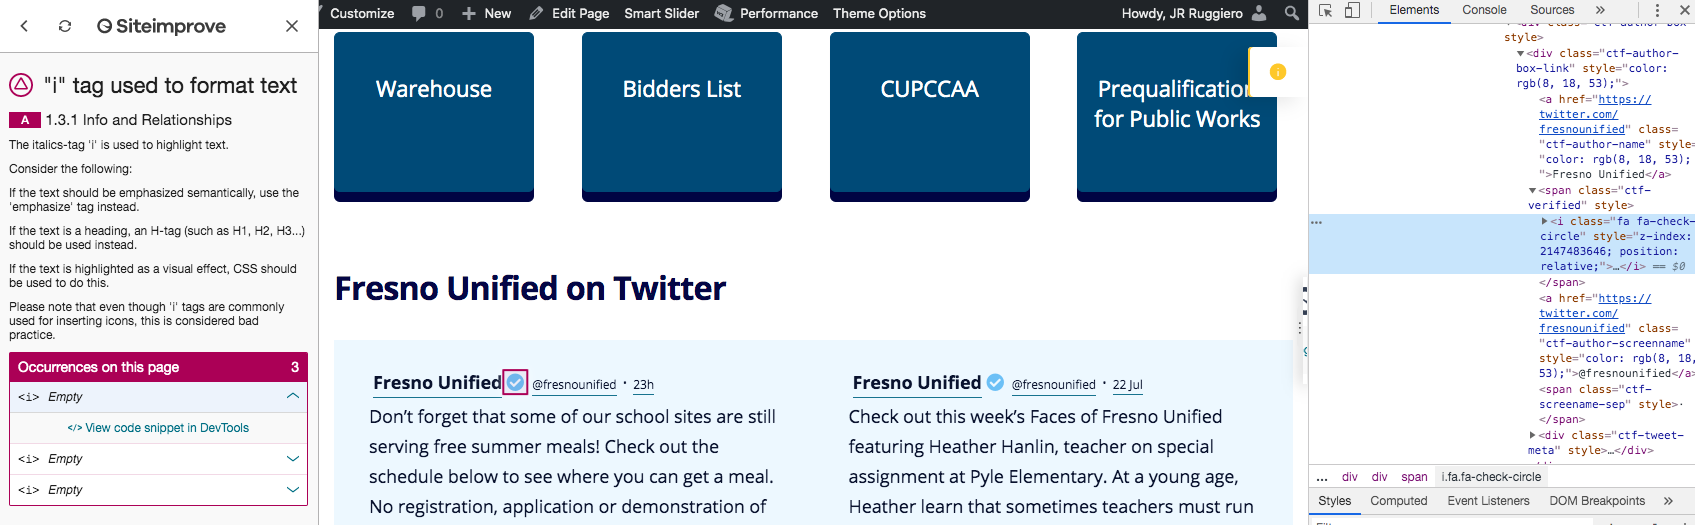 Siteimprove
"i" tag used to format text
A 1.3.1 Info and Relationships
The italics-tag 'i' is used to highlight text.
Consider the following:
If the text should be emphasized semantically, use the
'emphasize' tag instead.
If the text is a heading, an H-tag (such as H1, H2, H3...)
should be used instead.
If the text is highlighted as a visual effect, CSS should
be used to do this.
Please note that even though 'i' tags are commonly
used for inserting icons, this is considered bad
practice.
Occurrences on this page 3
<i> Empty
</> View code snippet in DevTools
<i> Empty
<i> Empty
Customize 0 New Edit Page Smart Slider Performance Theme Options Howdy, JR Ruggiero
Warehouse
Bidders List
CUPCCAA
Prequalification
for Public Works
Fresno Unified on Twitter
Fresno Unified @fresnounified · 23h
Don't forget that some of our school sites are still
serving free summer meals! Check out the
schedule below to see where you can get a meal.
No registration, application or demonstration of
Fresno Unified @fresnounified · 22 Jul
Check out this week's Faces of Fresno Unified
featuring Heather Hanlin, teacher on special
assignment at Pyle Elementary. At a young age,
Heather learn that sometimes teachers must run
Elements Console Sources »
style>
▼<div class="ctf-author-
box-link" style="color:
rgb(8, 18, 53);">
<a href="https://
twitter.com/
fresnounified" class=
"ctf-author-name" style=
"color: rgb(8, 18, 53);
">Fresno Unified</a>
▼<span class="ctf-
verified" style>
… ▶<i class="fa fa-check-
circle" style="z-index:
2147483646; position:
relative;">…</i> == $0
</span>
<a href="https://
twitter.com/
fresnounified" class=
"ctf-author-screenname"
style="color: rgb(8, 18,
53);">@fresnounified</a>
<span class="ctf-
screename-sep" style>·
</span>
▶<div class="ctf-tweet-
meta" style>…</div>
… div div span i.fa.fa-check-circle
Styles Computed Event Listeners DOM Breakpoints »